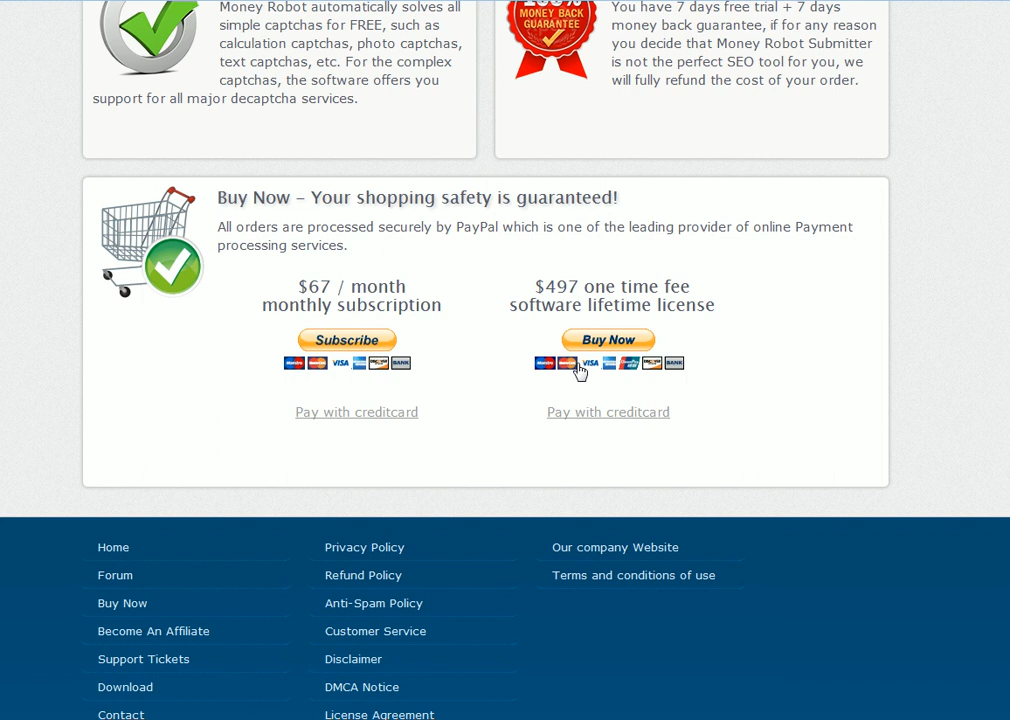 Money Robot automatically solves all
simple captchas for FREE, such as
calculation captchas, photo captchas,
text captchas, etc. For the complex
captchas, the software offers you
support for all major decaptcha services.
MONEY BACK
GUARANTEE
You have 7 days free trial + 7 days
money back guarantee, if for any reason
you decide that Money Robot Submitter
is not the perfect SEO tool for you, we
will fully refund the cost of your order.
Buy Now – Your shopping safety is guaranteed!
All orders are processed securely by PayPal which is one of the leading provider of online Payment
processing services.
$67 / month
monthly subscription
Subscribe
VISA
BANK
Pay with creditcard
$497 one time fee
software lifetime license
Buy Now
VISA
BANK
Pay with creditcard
Home
Forum
Buy Now
Become An Affiliate
Support Tickets
Download
Contact
Privacy Policy
Refund Policy
Anti-Spam Policy
Customer Service
Disclaimer
DMCA Notice
License Agreement
Our company Website
Terms and conditions of use